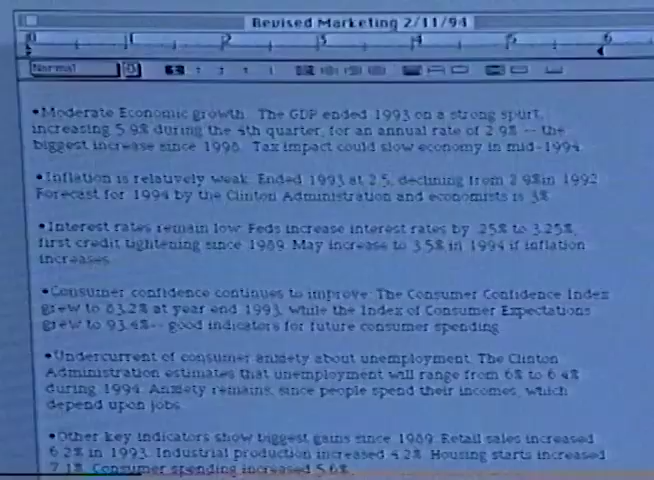 Revised Marketing 2/11/94
0 1 2 3 4 5 6
Normal
•Moderate Economic growth. The GDP ended 1993 on a strong spurt,
increasing 5.9% during the 4th quarter, for an annual rate of 2.9% -- the
biggest increase since 1998. Tax impact could slow economy in mid-1994.
•Inflation is relatively weak. Ended 1993 at 2.5, declining from 2.9% in 1992.
Forecast for 1994 by the Clinton Administration and economists is 3%
•Interest rates remain low. Feds increase interest rates by .25% to 3.25%,
first credit tightening since 1989. May increase to 3.5% in 1994 if inflation
increases.
•Consumer confidence continues to improve. The Consumer Confidence Index
grew to 83.2% at year end 1993, while the Index of Consumer Expectations
grew to 93.4%-- good indicators for future consumer spending.
•Undercurrent of consumer anxiety about unemployment. The Clinton
Administration estimates that unemployment will range from 6% to 6.4%
during 1994. Anxiety remains, since people spend their incomes, which
depend upon jobs.
•Other key indicators show biggest gains since 1989. Retail sales increased
6.2% in 1993. Industrial production increased 4.2%. Housing starts increased
7.1%. Consumer spending increased 5.6%.